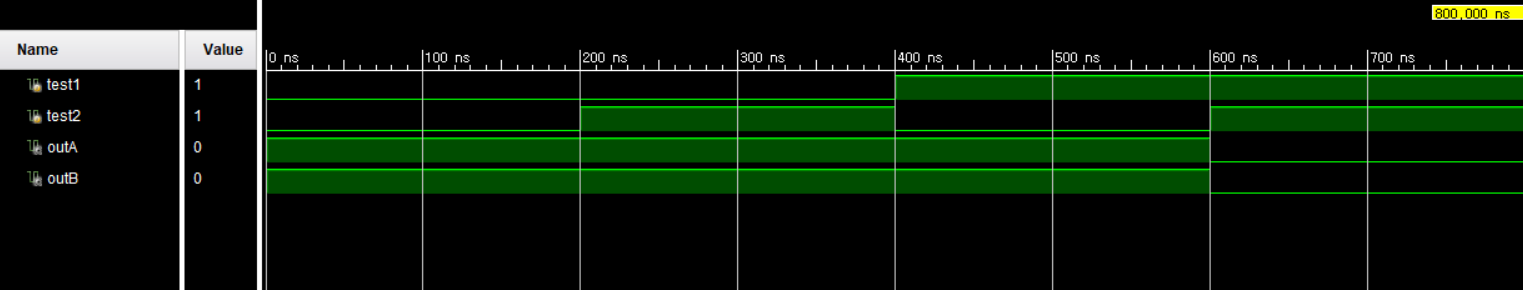 800,000 ns
Name Value
0 ns 100 ns 200 ns 300 ns 400 ns 500 ns 600 ns 700 ns
test1 1
test2 1
outA 0
outB 0